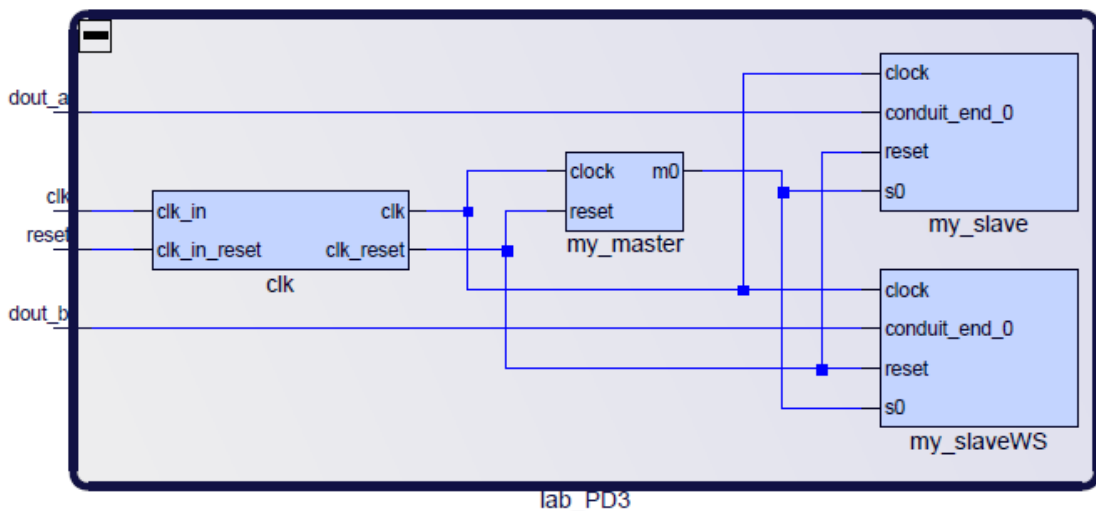 dout_a
clk
reset
dout_b
clk_in
clk
clk_in_reset
clk_reset
clk
clock
m0
reset
my_master
clock
conduit_end_0
reset
s0
my_slave
clock
conduit_end_0
reset
s0
my_slaveWS
lab_PD3